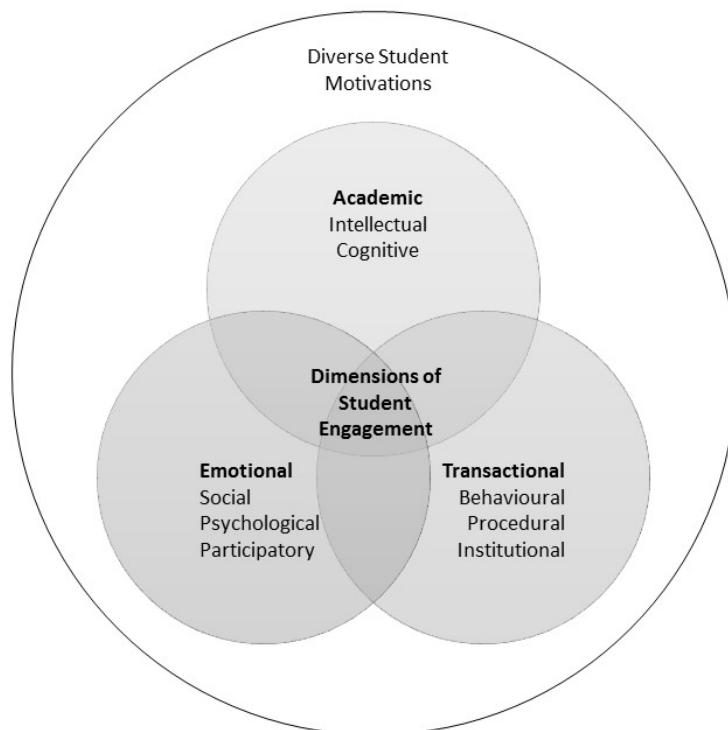 Diverse Student
Motivations
Academic
Intellectual
Cognitive
Dimensions of
Student
Engagement
Emotional
Social
Psychological
Participatory
Transactional
Behavioural
Procedural
Institutional